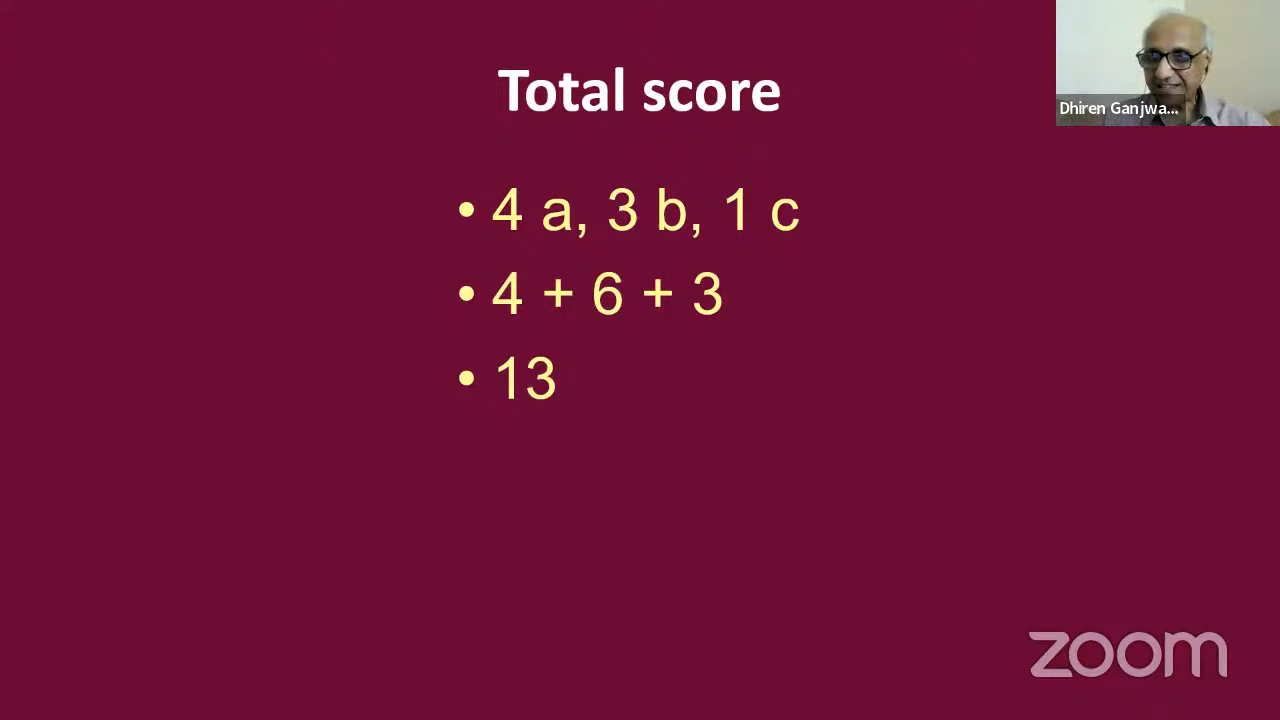 Total score
Dhiren Ganjwa...
• 4 a, 3 b, 1 c
• 4 + 6 + 3
• 13
zoom